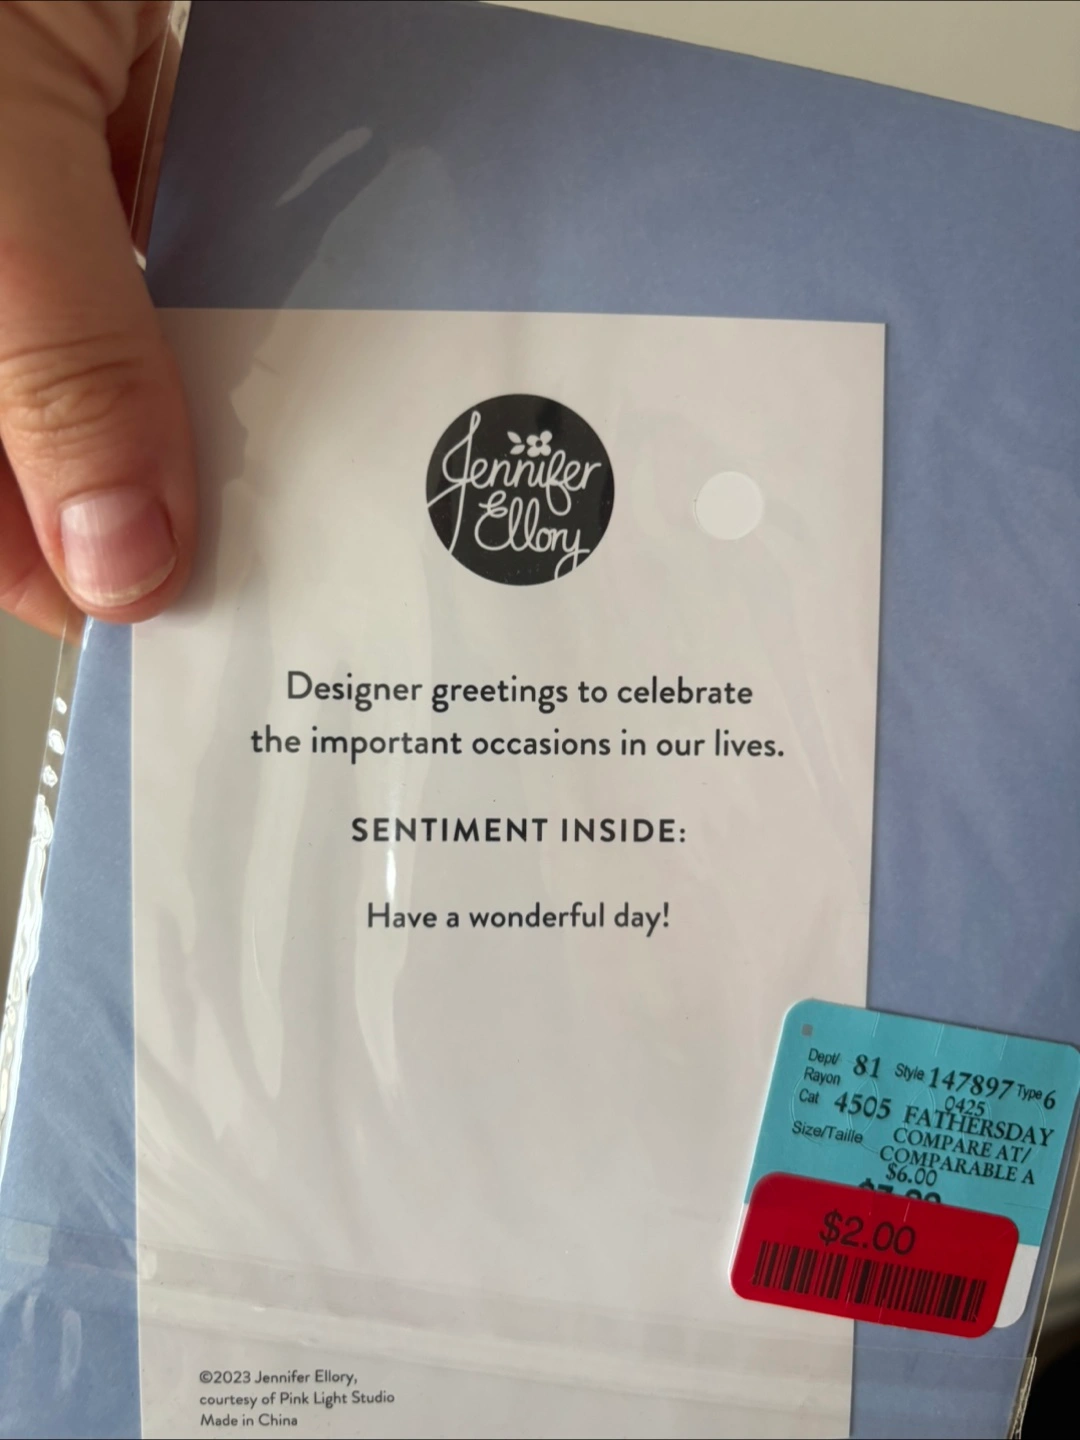 Jennifer
Ellory
Designer greetings to celebrate
the important occasions in our lives.
SENTIMENT INSIDE:
Have a wonderful day!
Dept/ 81 Style 147897 Type 6
Rayon
0425
Cat 4505 FATHERSDAY
Size/Taille COMPARE AT/
COMPARABLE A
$6.00
$2.00
©2023 Jennifer Ellory,
courtesy of Pink Light Studio
Made in China